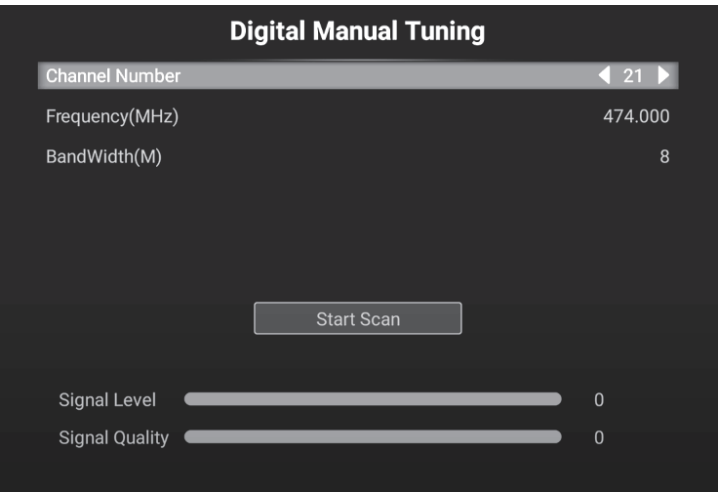 Digital Manual Tuning
Channel Number 21
Frequency(MHz) 474.000
BandWidth(M) 8
Start Scan
Signal Level 0
Signal Quality 0